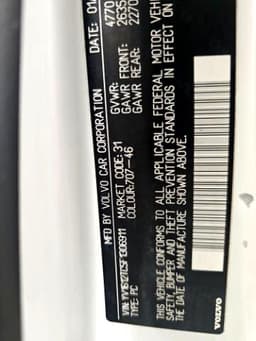 MFD BY VOLVO CAR CORPORATION
DATE: 01
GVWR: 4770
GAWR FRONT: 2635
GAWR REAR: 2270
MARKET CODE: 31
COLOUR: 707-46
TYPE: PC
THIS VEHICLE CONFORMS TO ALL APPLICABLE FEDERAL MOTOR VEHI
SAFETY, BUMPER AND THEFT PREVENTION STANDARDS IN EFFECT ON
THE DATE OF MANUFACTURE SHOWN ABOVE.
VOLVO